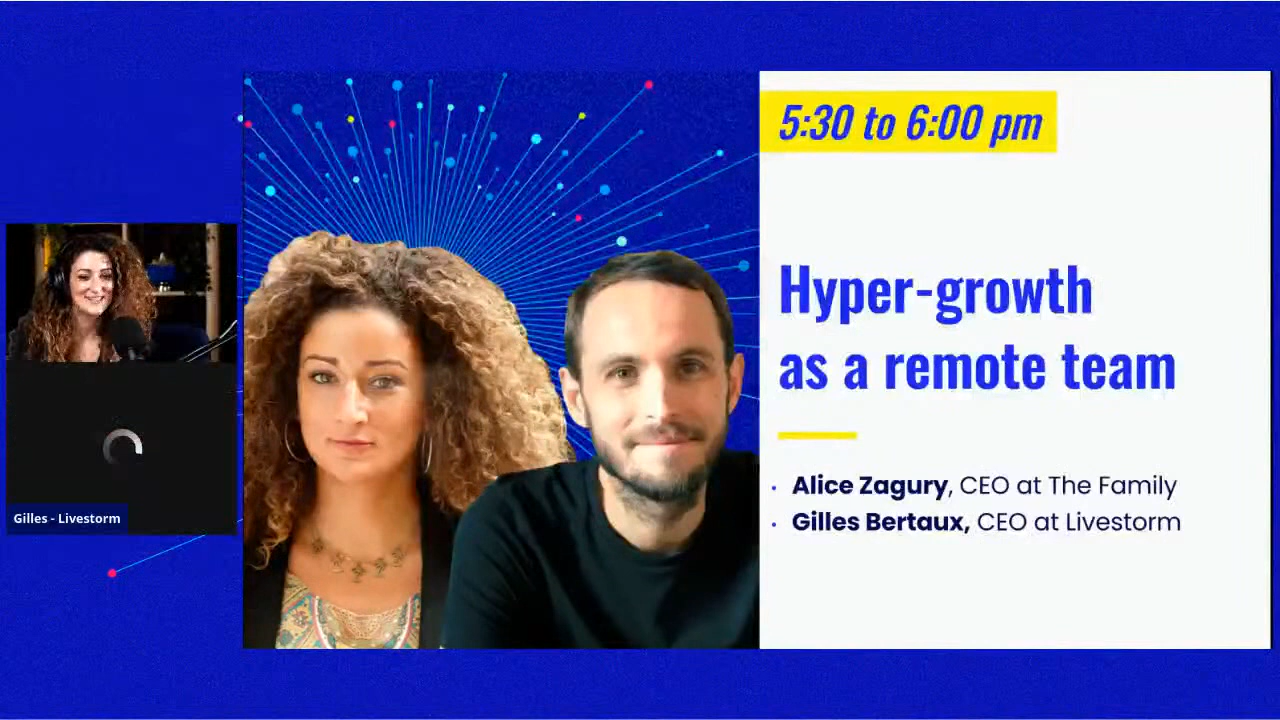 5:30 to 6:00 pm
Hyper-growth
as a remote team
• Alice Zagury, CEO at The Family
• Gilles Bertaux, CEO at Livestorm
Gilles - Livestorm